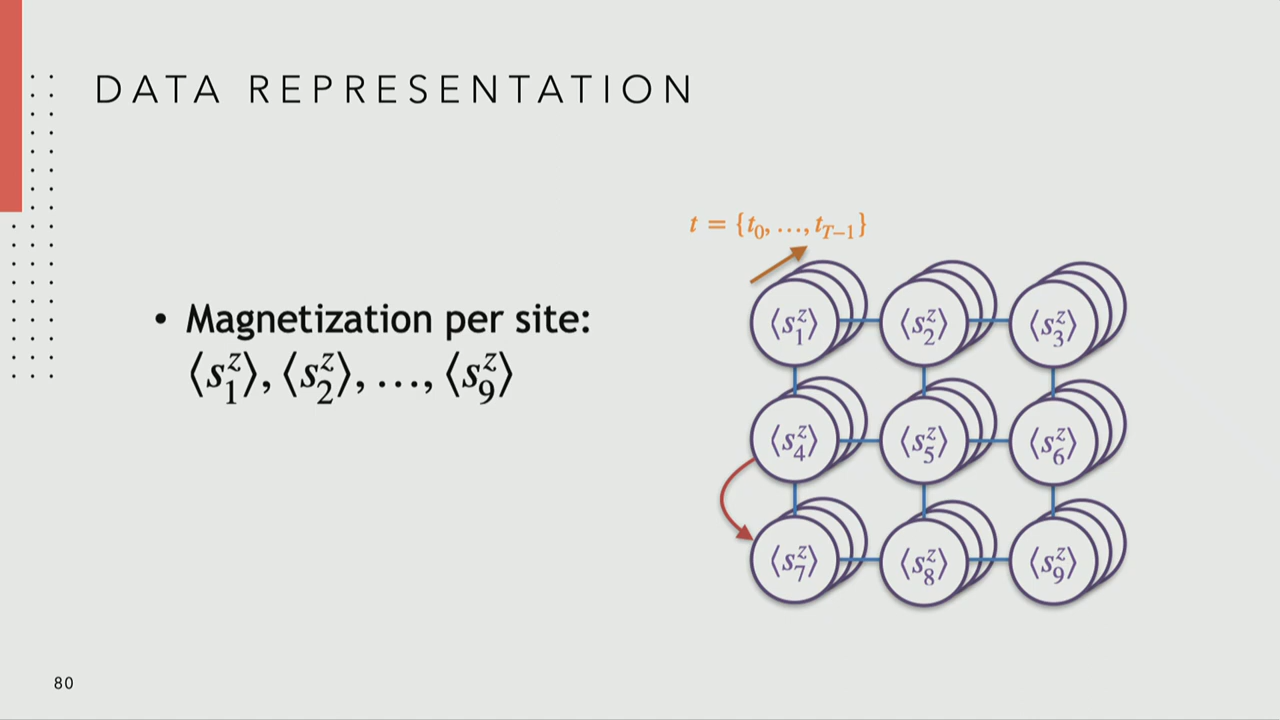 DATA REPRESENTATION
t = {t₀, …, t_{T−1}}
• Magnetization per site:
⟨s₁ᶻ⟩, ⟨s₂ᶻ⟩, …, ⟨s₉ᶻ⟩
⟨s₁ᶻ⟩ ⟨s₂ᶻ⟩ ⟨s₃ᶻ⟩
⟨s₄ᶻ⟩ ⟨s₅ᶻ⟩ ⟨s₆ᶻ⟩
⟨s₇ᶻ⟩ ⟨s₈ᶻ⟩ ⟨s₉ᶻ⟩
80